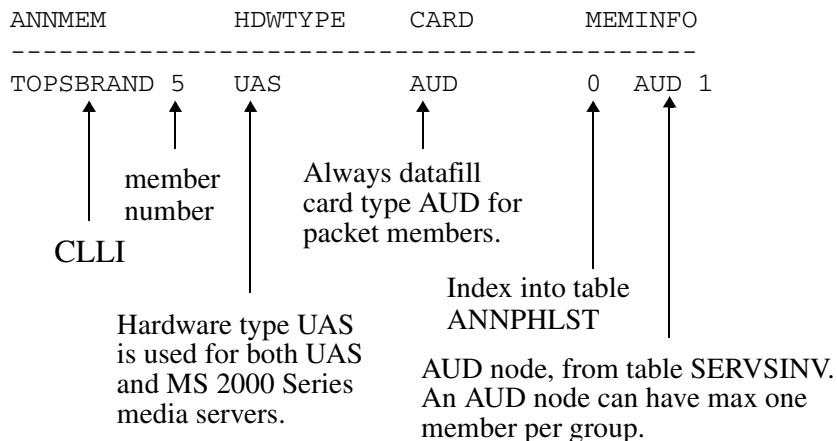 ANNMEM HDWTYPE CARD MEMINFO
---------------------------------------------
TOPSBRAND 5 UAS AUD 0 AUD 1
member
number
Always datafill
card type AUD for
packet members.
CLLI
Index into table
ANNPHLST
Hardware type UAS
is used for both UAS
and MS 2000 Series
media servers.
AUD node, from table SERVSINV.
An AUD node can have max one
member per group.